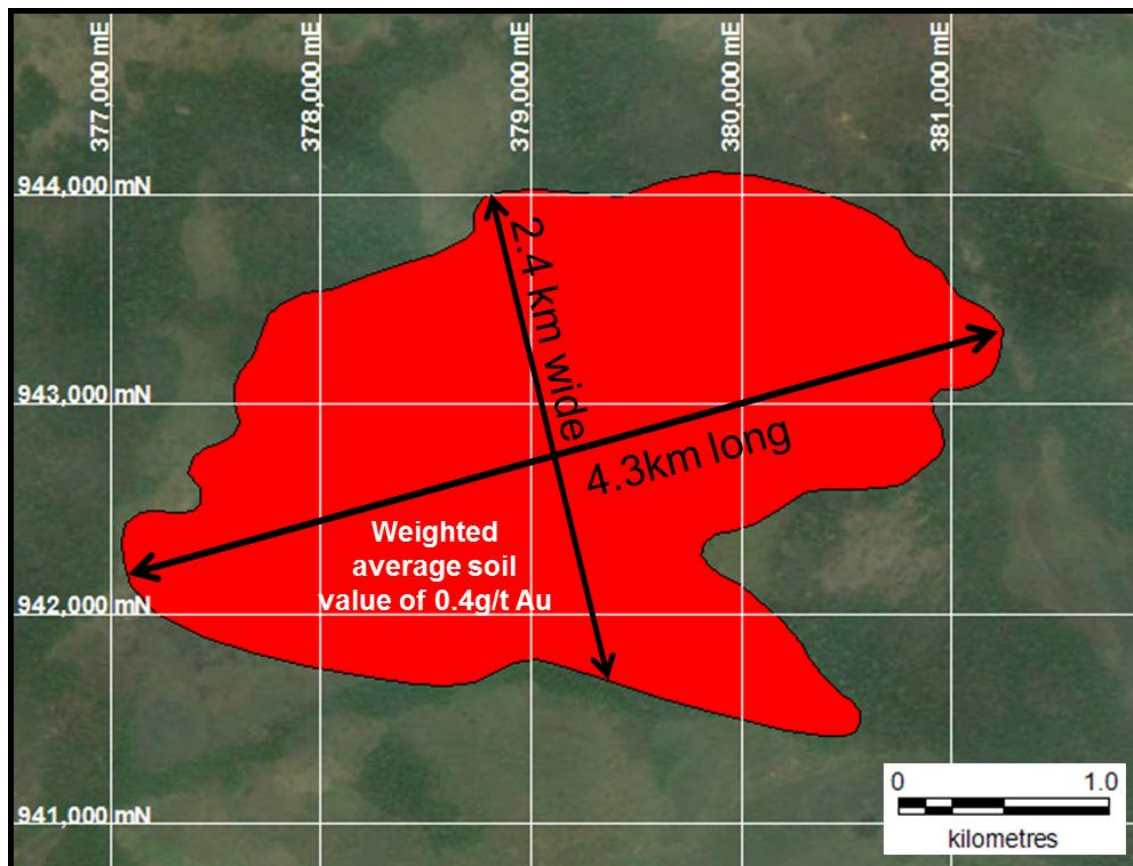 377,000 mE
378,000 mE
379,000 mE
380,000 mE
381,000 mE
944,000 mN
943,000 mN
942,000 mN
941,000 mN
2.4 km wide
4.3km long
Weighted
average soil
value of 0.4g/t Au
0 1.0
kilometres